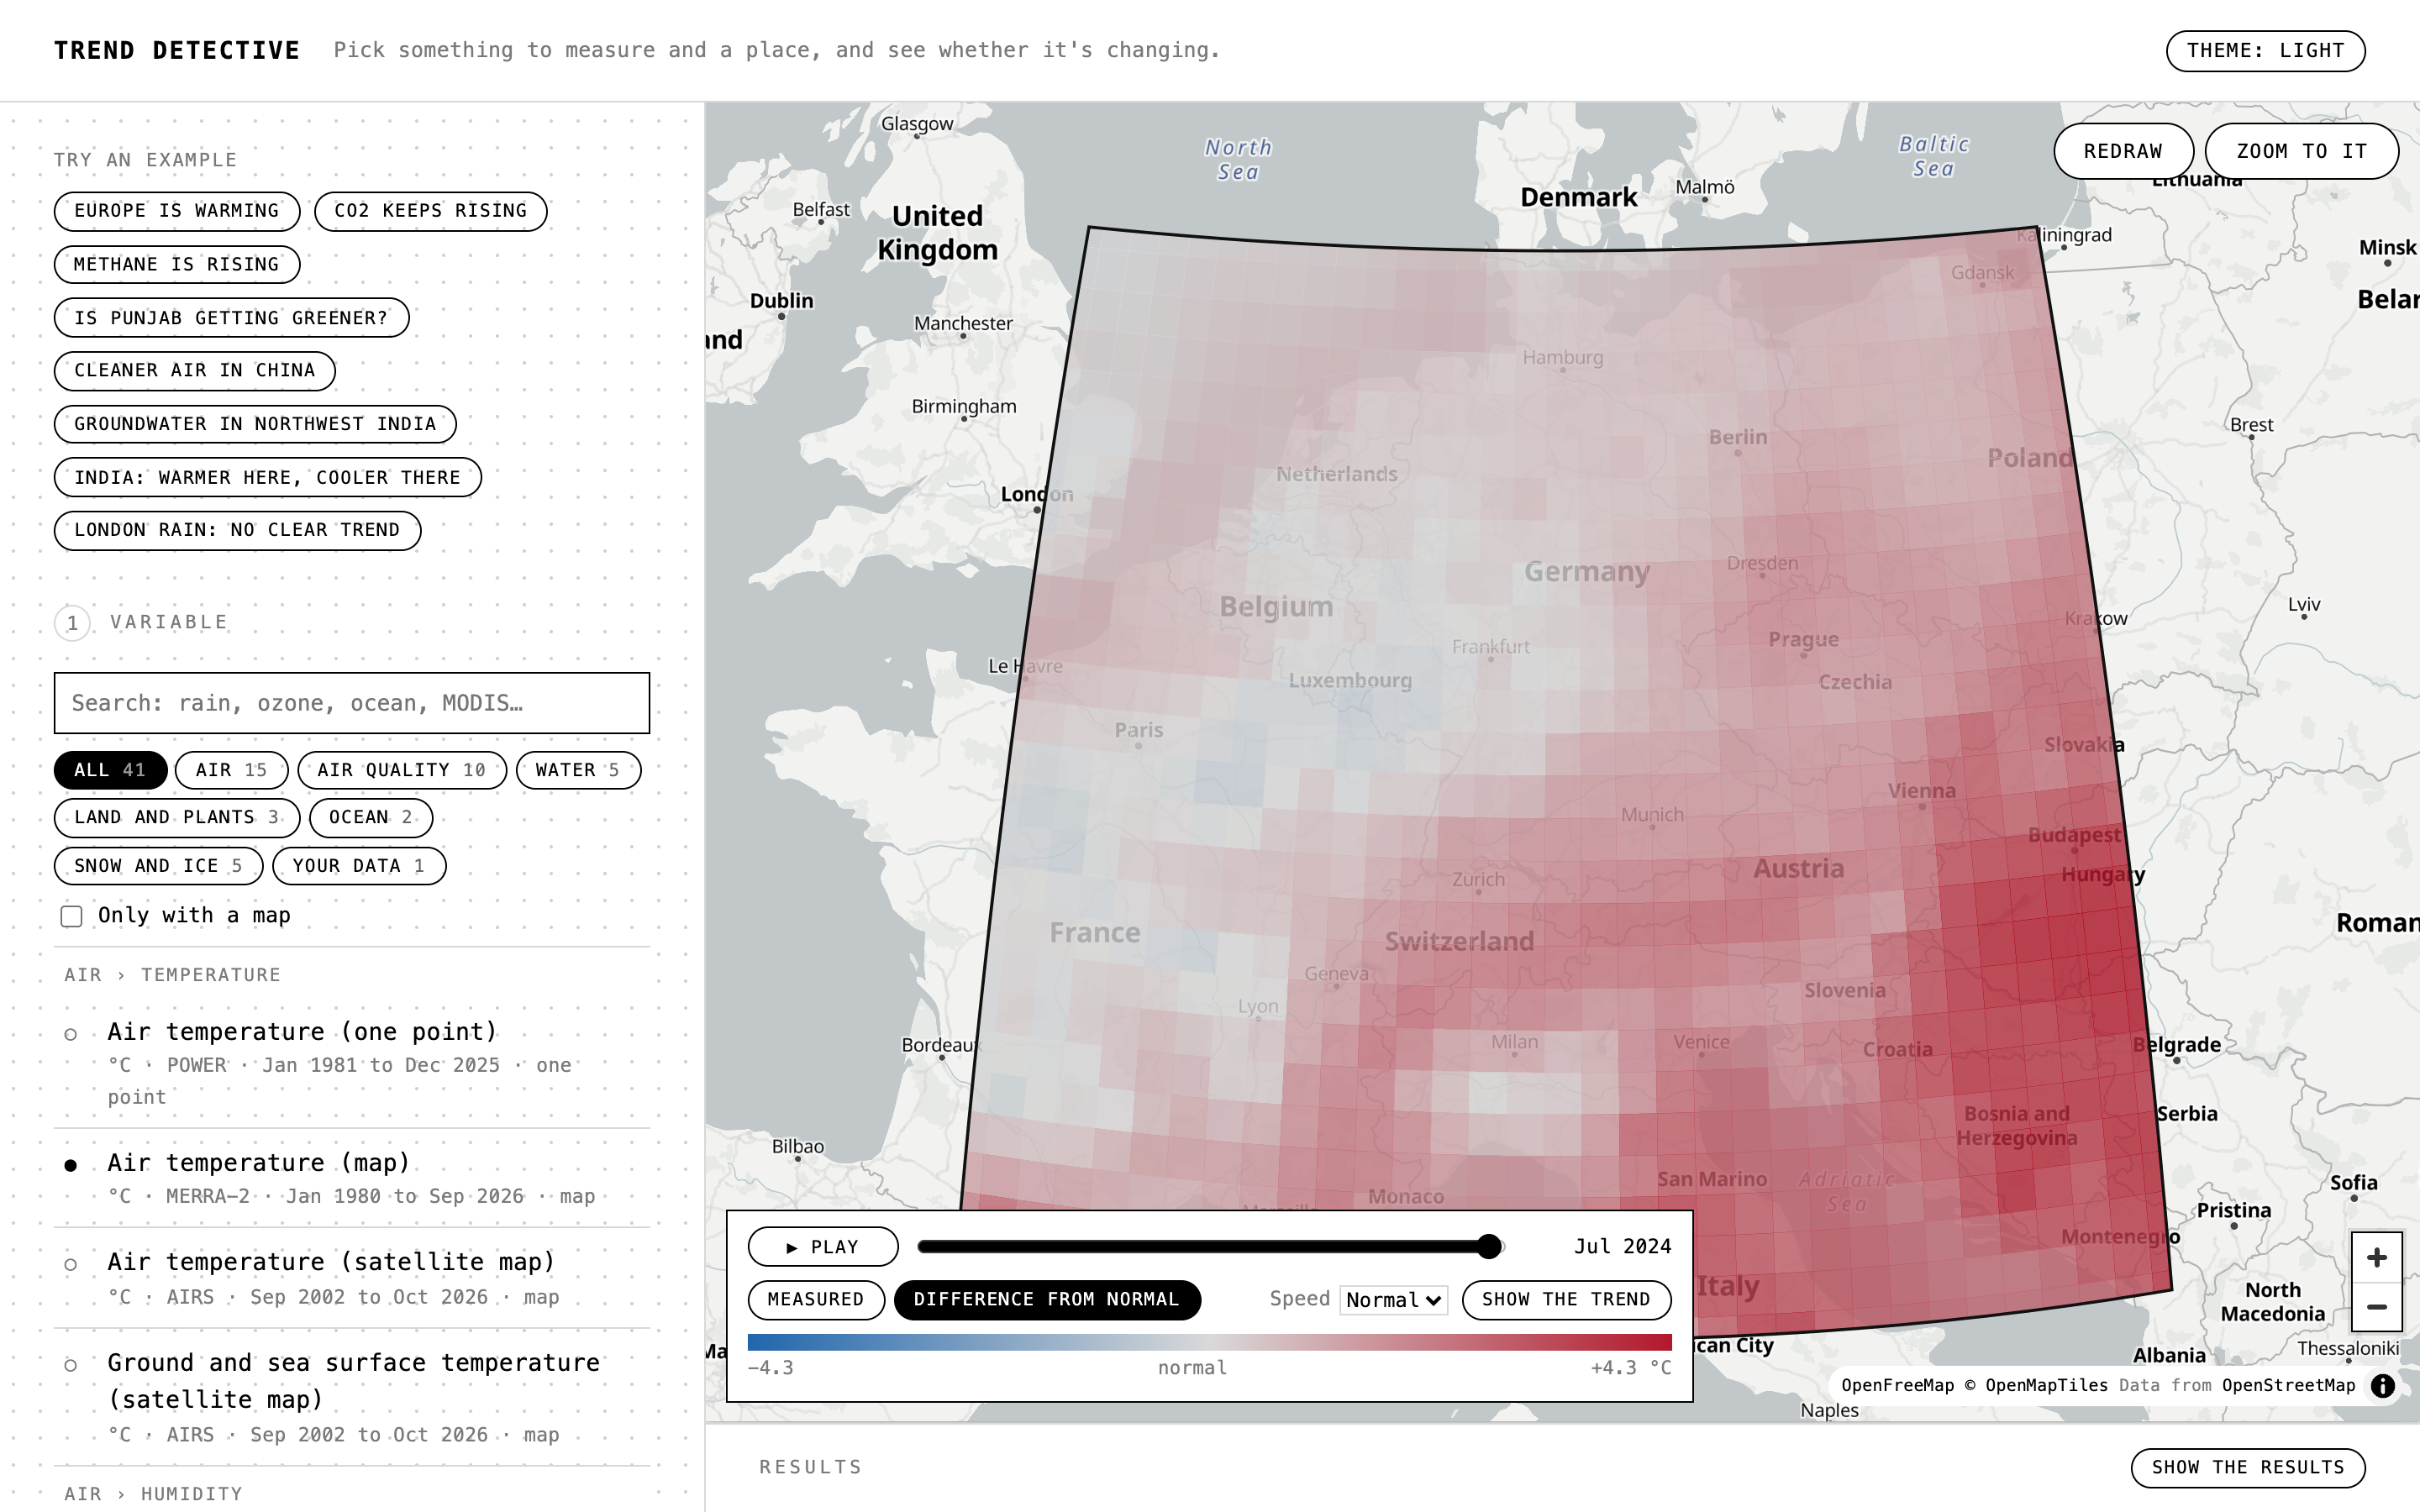 TREND DETECTIVE
Pick something to measure and a place, and see whether it's changing.
THEME: LIGHT
TRY AN EXAMPLE
EUROPE IS WARMING
CO2 KEEPS RISING
METHANE IS RISING
IS PUNJAB GETTING GREENER?
CLEANER AIR IN CHINA
GROUNDWATER IN NORTHWEST INDIA
INDIA: WARMER HERE, COOLER THERE
LONDON RAIN: NO CLEAR TREND
1 VARIABLE
Search: rain, ozone, ocean, MODIS…
ALL 41
AIR 15
AIR QUALITY 10
WATER 5
LAND AND PLANTS 3
OCEAN 2
SNOW AND ICE 5
YOUR DATA 1
Only with a map
AIR › TEMPERATURE
Air temperature (one point)
°C · POWER · Jan 1981 to Dec 2025 · one
point
Air temperature (map)
°C · MERRA−2 · Jan 1980 to Sep 2026 · map
Air temperature (satellite map)
°C · AIRS · Sep 2002 to Oct 2026 · map
Ground and sea surface temperature
(satellite map)
°C · AIRS · Sep 2002 to Oct 2026 · map
AIR › HUMIDITY
REDRAW
ZOOM TO IT
Glasgow
North
Sea
Baltic
Sea
Denmark
Malmö
Lithuania
Belfast
United
Kingdom
Kaliningrad
Minsk
Gdansk
Dublin
Belar
Manchester
and
Hamburg
Birmingham
Brest
Berlin
Poland
Netherlands
London
Germany
Dresden
Belgium
Lviv
Krakow
Prague
Frankfurt
Le Havre
Luxembourg
Czechia
Paris
Slovakia
Vienna
Munich
Budapest
Austria
Hungary
Zurich
France
Switzerland
Roman
Geneva
Slovenia
Lyon
Bordeaux
Milan
Venice
Croatia
Belgrade
Bosnia and
Herzegovina
Serbia
Bilbao
San Marino
Adriatic
Sea
Monaco
Sofia
Pristina
Montenegro
Italy
North
Macedonia
Ma
ican City
Albania
Thessaloniki
Naples
▶ PLAY
Jul 2024
MEASURED
DIFFERENCE FROM NORMAL
Speed
Normal
SHOW THE TREND
−4.3
normal
+4.3 °C
+
−
OpenFreeMap © OpenMapTiles Data from OpenStreetMap
RESULTS
SHOW THE RESULTS